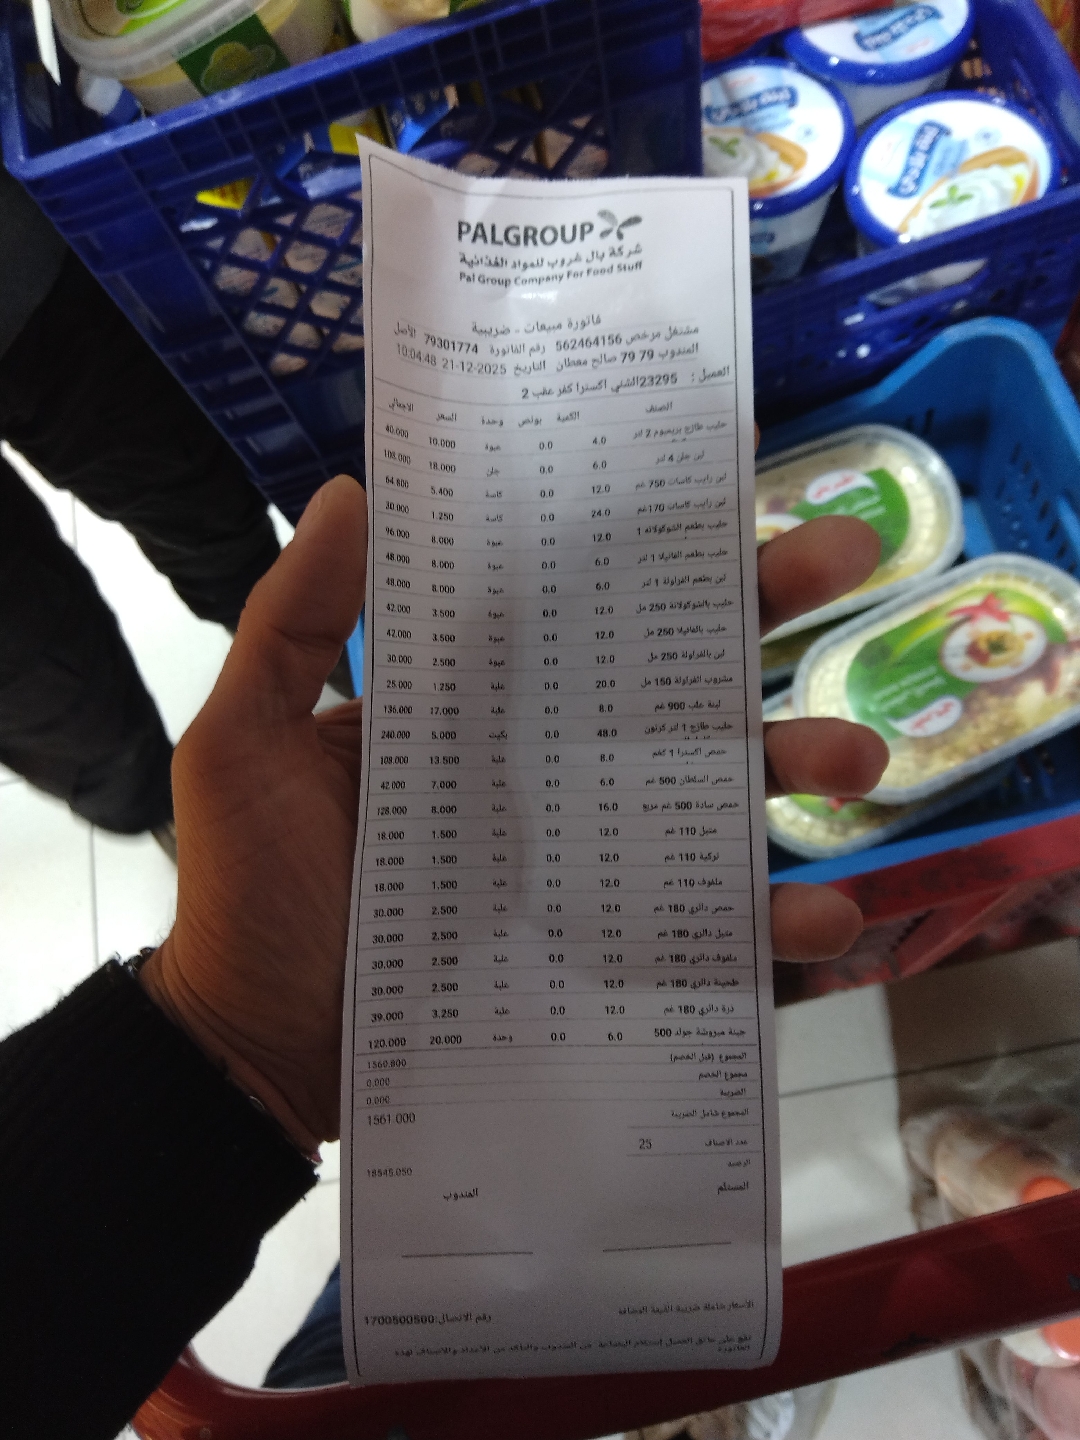 PALGROUP
شركة بال غروب للمواد الغذائية
Pal Group Company For Food Stuff
فاتورة مبيعات - ضريبية
مشتغل مرخص 562464156 رقم الفاتورة 79301774 الأصل
المندوب 79 79 صالح معطان التاريخ 21-12-2025 10:04:48
العميل : 23295الشني اكسترا كفر عقب 2
الصنف الكمية بونص وحدة السعر الاجمالي
حليب طازج بريميوم 2 لتر 4.0 0.0 عبوة 10.000 40.000
لبن جلن 4 لتر 6.0 0.0 جلن 18.000 108.000
لبن رايب كاسات 750 غم 12.0 0.0 كاسة 5.400 64.800
لبن رايب كاسات 170غم 24.0 0.0 كاسة 1.250 30.000
حليب بطعم الشوكولاته 1 12.0 0.0 عبوة 8.000 96.000
حليب بطعم الفانيلا 1 لتر 6.0 0.0 عبوة 8.000 48.000
لبن بطعم الفراولة 1 لتر 6.0 0.0 عبوة 8.000 48.000
حليب بالشوكولاتة 250 مل 12.0 0.0 عبوة 3.500 42.000
حليب بالفانيلا 250 مل 12.0 0.0 عبوة 3.500 42.000
لبن بالفراولة 250 مل 12.0 0.0 عبوة 2.500 30.000
مشروب الفراولة 150 مل 20.0 0.0 علبة 1.250 25.000
لبنة علب 900 غم 8.0 0.0 علبة 17.000 136.000
حليب طازج 1 لتر كرتون 48.0 0.0 بكيت 5.000 240.000
حمص اكسترا 1 كغم 8.0 0.0 علبة 13.500 108.000
حمص السلطان 500 غم 6.0 0.0 علبة 7.000 42.000
حمص سادة 500 غم مربع 16.0 0.0 علبة 8.000 128.000
متبل 110 غم 12.0 0.0 علبة 1.500 18.000
تركية 110 غم 12.0 0.0 علبة 1.500 18.000
ملفوف 110 غم 12.0 0.0 علبة 1.500 18.000
حمص دائري 180 غم 12.0 0.0 علبة 2.500 30.000
متبل دائري 180 غم 12.0 0.0 علبة 2.500 30.000
ملفوف دائري 180 غم 12.0 0.0 علبة 2.500 30.000
طحينة دائري 180 غم 12.0 0.0 علبة 2.500 30.000
ذرة دائري 180 غم 12.0 0.0 علبة 3.250 39.000
جبنة مبروشة جولد 500 6.0 0.0 وحدة 20.000 120.000
المجموع (قبل الخصم) 1560.800
مجموع الخصم 0.000
الضريبة 0.000
المجموع شامل الضريبة 1561.000
عدد الاصناف 25
الرصيد 18545.050
المستلم المندوب
الاسعار شاملة ضريبة القيمة المضافة
رقم الاتصال:1700500500
يقع على عاتق العميل إستلام البضاعة من المندوب والتأكد من الأعداد والاصناف لهذه
الفاتورة